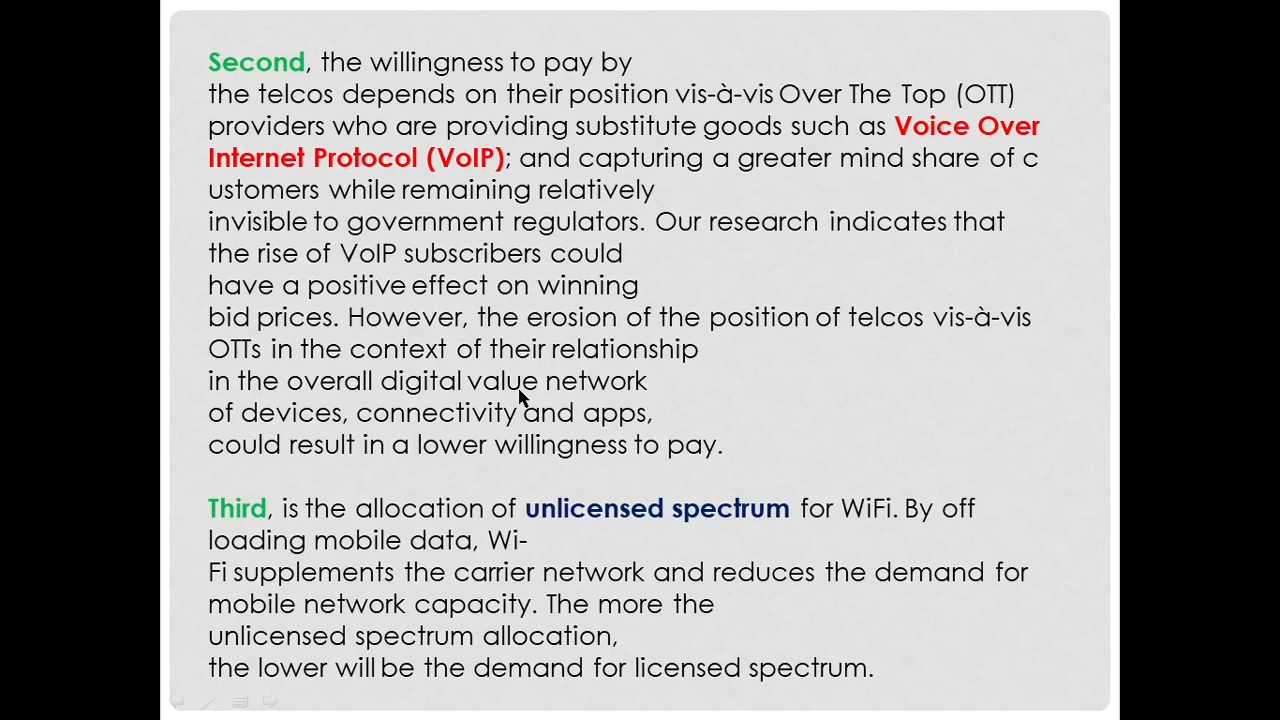 Second, the willingness to pay by
the telcos depends on their position vis-à-vis Over The Top (OTT)
providers who are providing substitute goods such as Voice Over
Internet Protocol (VoIP); and capturing a greater mind share of c
ustomers while remaining relatively
invisible to government regulators. Our research indicates that
the rise of VoIP subscribers could
have a positive effect on winning
bid prices. However, the erosion of the position of telcos vis-à-vis
OTTs in the context of their relationship
in the overall digital value network
of devices, connectivity and apps,
could result in a lower willingness to pay.
Third, is the allocation of unlicensed spectrum for WiFi. By off
loading mobile data, Wi-
Fi supplements the carrier network and reduces the demand for
mobile network capacity. The more the
unlicensed spectrum allocation,
the lower will be the demand for licensed spectrum.